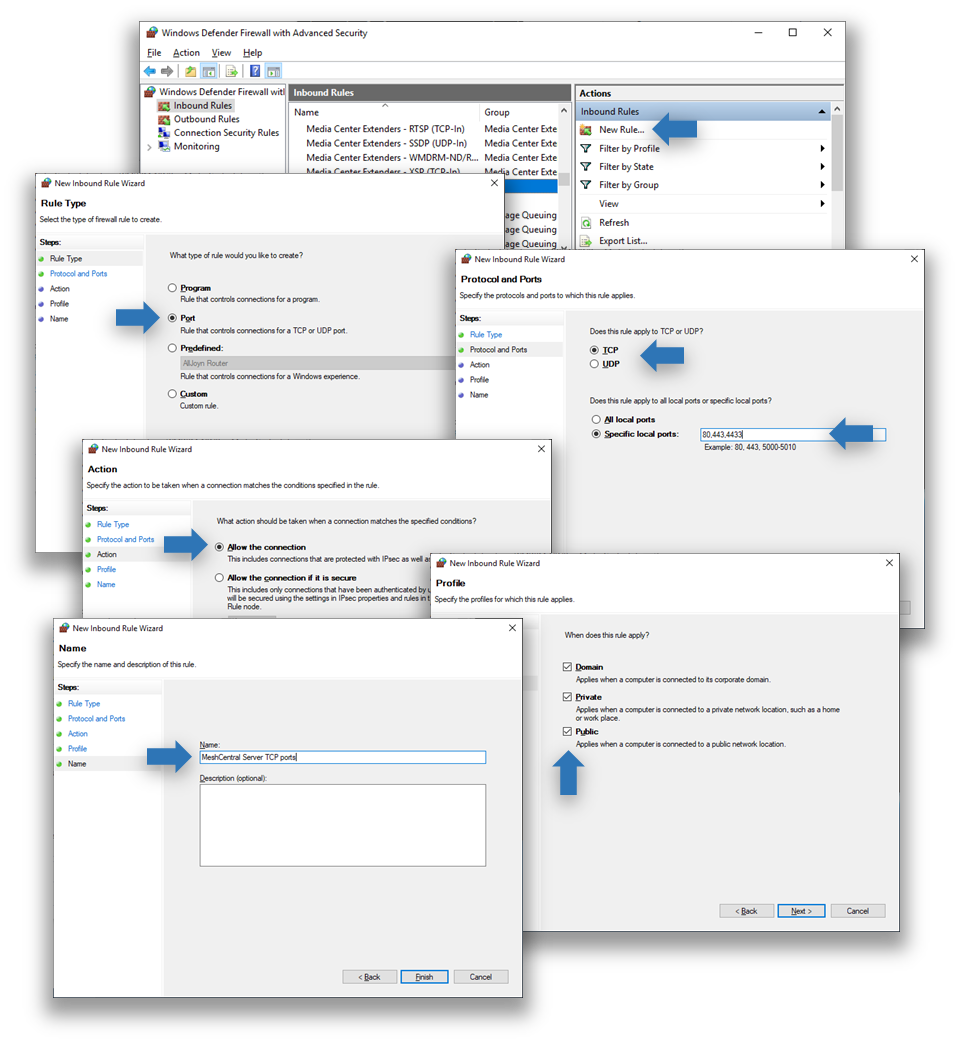 Windows Defender Firewall with Advanced Security
File Action View Help
Windows Defender Firewall with
Inbound Rules
Outbound Rules
Connection Security Rules
Monitoring
Inbound Rules
Name Group
Media Center Extenders - RTSP (TCP-In) Media Center Exte
Media Center Extenders - SSDP (UDP-In) Media Center Exte
Media Center Extenders - WMDRM-ND/R... Media Center Exte
Media Center Extenders - XSP (TCP-In) Media Center Exte
age Queuing
age Queuing
age Queuing
Actions
Inbound Rules
New Rule...
Filter by Profile
Filter by State
Filter by Group
View
Refresh
Export List...
New Inbound Rule Wizard
Rule Type
Select the type of firewall rule to create.
Steps:
Rule Type
Protocol and Ports
Action
Profile
Name
What type of rule would you like to create?
Program
Rule that controls connections for a program.
Port
Rule that controls connections for a TCP or UDP port.
Predefined:
AllJoyn Router
Rule that controls connections for a Windows experience.
Custom
Custom rule.
New Inbound Rule Wizard
Protocol and Ports
Specify the protocols and ports to which this rule applies.
Steps:
Rule Type
Protocol and Ports
Action
Profile
Name
Does this rule apply to TCP or UDP?
TCP
UDP
Does this rule apply to all local ports or specific local ports?
All local ports
Specific local ports: 80,443,4433
Example: 80, 443, 5000-5010
New Inbound Rule Wizard
Action
Specify the action to be taken when a connection matches the conditions specified in the rule.
Steps:
Rule Type
Protocol and Ports
Action
Profile
Name
What action should be taken when a connection matches the specified conditions?
Allow the connection
This includes connections that are protected with IPsec as well as
Allow the connection if it is secure
This includes only connections that have been authenticated by u
will be secured using the settings in IPsec properties and rules in t
Rule node.
New Inbound Rule Wizard
Profile
Specify the profiles for which this rule applies.
When does this rule apply?
Domain
Applies when a computer is connected to its corporate domain.
Private
Applies when a computer is connected to a private network location, such as a home
or work place.
Public
Applies when a computer is connected to a public network location.
< Back Next > Cancel
New Inbound Rule Wizard
Name
Specify the name and description of this rule.
Steps:
Rule Type
Protocol and Ports
Action
Profile
Name
Name:
MeshCentral Server TCP ports
Description (optional):
< Back Finish Cancel